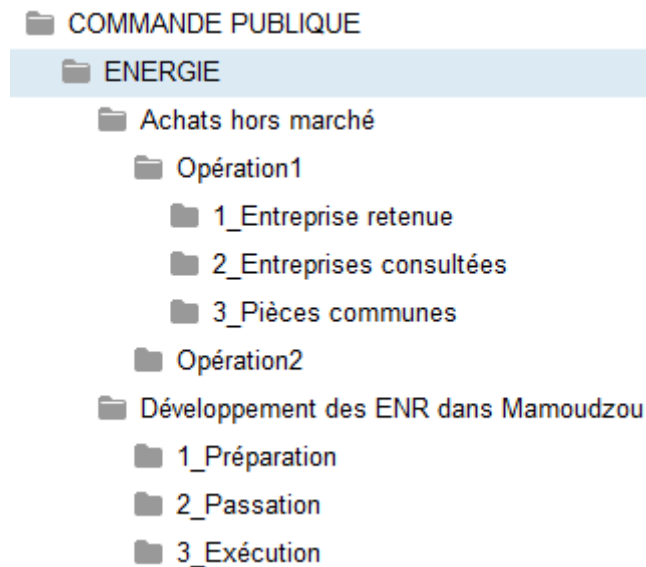 COMMANDE PUBLIQUE
ENERGIE
Achats hors marché
Opération1
1_Entreprise retenue
2_Entreprises consultées
3_Pièces communes
Opération2
Développement des ENR dans Mamoudzou
1_Préparation
2_Passation
3_Exécution